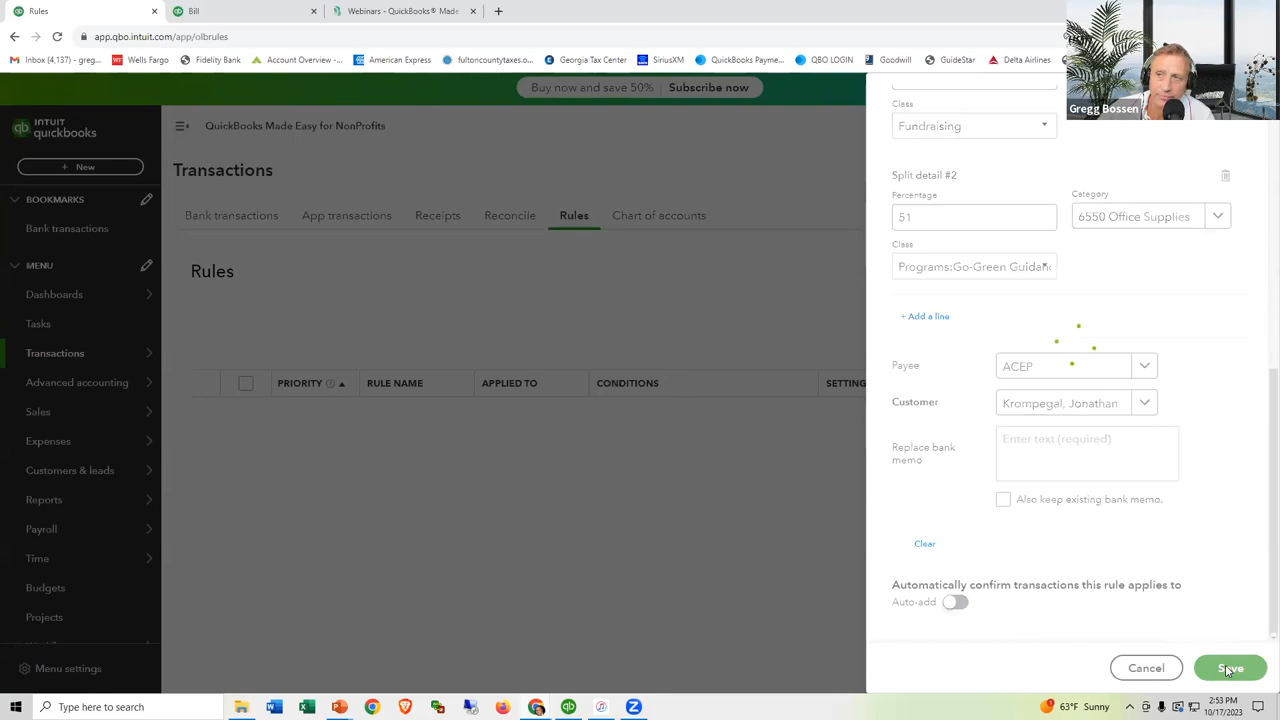 Rules
Bill
Webinars - QuickBooks® Made
app.qbo.intuit.com/app/olbrules
Inbox (4,137) - greg...
Wells Fargo
Fidelity Bank
Account Overview -...
American Express
fultoncountytaxes.o...
Georgia Tax Center
SiriusXM
QuickBooks Payme...
QBO LOGIN
Goodwill
GuideStar
Delta Airlines
Gregg Bossen
Buy now and save 50% Subscribe now
INTUIT
quickbooks
QuickBooks Made Easy for NonProfits
+ New
BOOKMARKS
Bank transactions
MENU
Dashboards
Tasks
Transactions
Advanced accounting
Sales
Expenses
Customers & leads
Reports
Payroll
Time
Budgets
Projects
Menu settings
Transactions
Bank transactions App transactions Receipts Reconcile Rules Chart of accounts
Rules
PRIORITY RULE NAME APPLIED TO CONDITIONS SETTING
Class
Fundraising
Split detail #2
Percentage Category
51 6550 Office Supplies
Class
Programs:Go-Green Guidanc
+ Add a line
Payee ACEP
Customer Krompegal, Jonathan
Replace bank memo
Enter text (required)
Also keep existing bank memo.
Clear
Automatically confirm transactions this rule applies to
Auto-add
Cancel Save
Type here to search
83°F Sunny
2:53 PM
10/17/2023